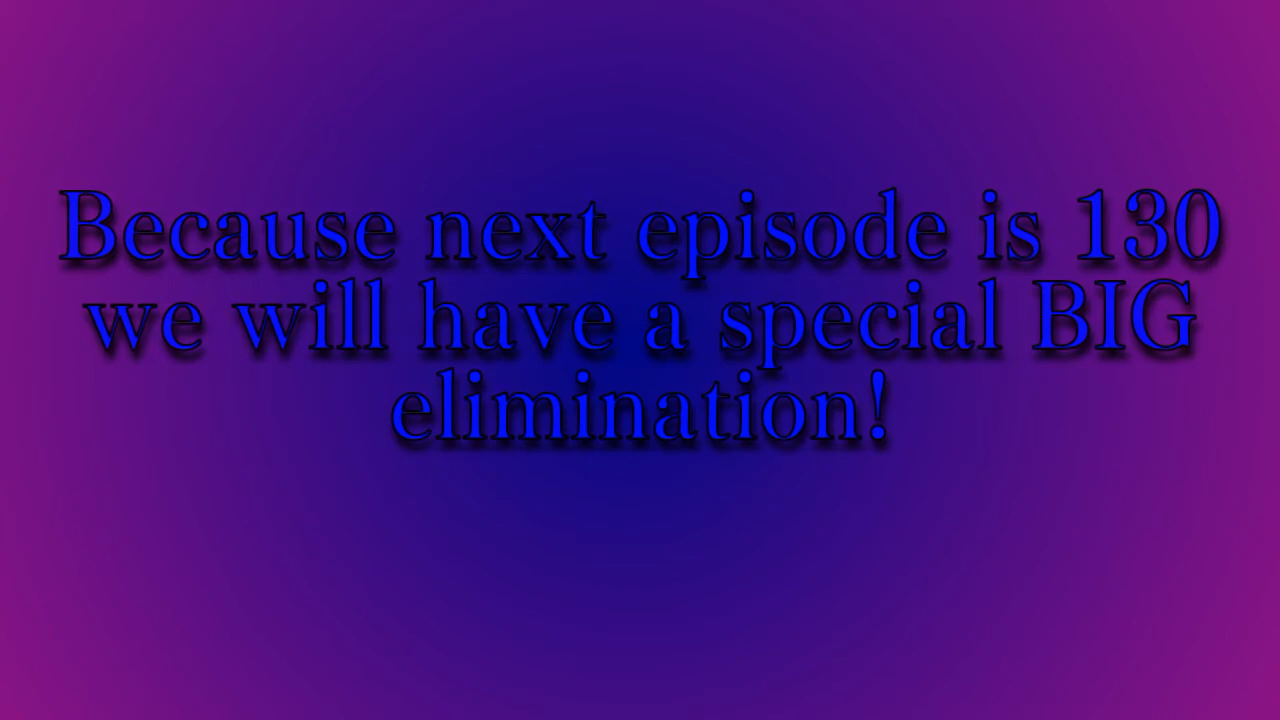 Because next episode is 130
we will have a special BIG
elimination!